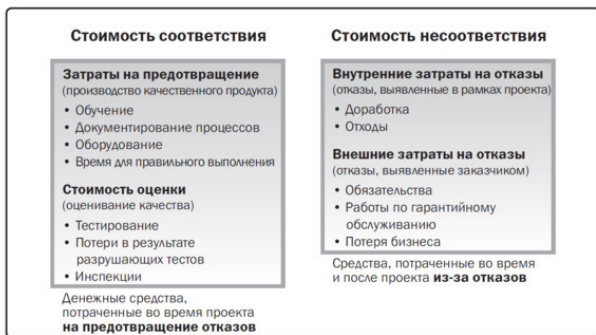 Стоимость соответствия
Затраты на предотвращение
(производство качественного продукта)
• Обучение
• Документирование процессов
• Оборудование
• Время для правильного выполнения
Стоимость оценки
(оценивание качества)
• Тестирование
• Потери в результате
разрушающих тестов
• Инспекции
Денежные средства,
потраченные во время проекта
на предотвращение отказов
Стоимость несоответствия
Внутренние затраты на отказы
(отказы, выявленные в рамках проекта)
• Доработка
• Отходы
Внешние затраты на отказы
(отказы, выявленные заказчиком)
• Обязательства
• Работы по гарантийному
обслуживанию
• Потеря бизнеса
Средства, потраченные во время
и после проекта из-за отказов